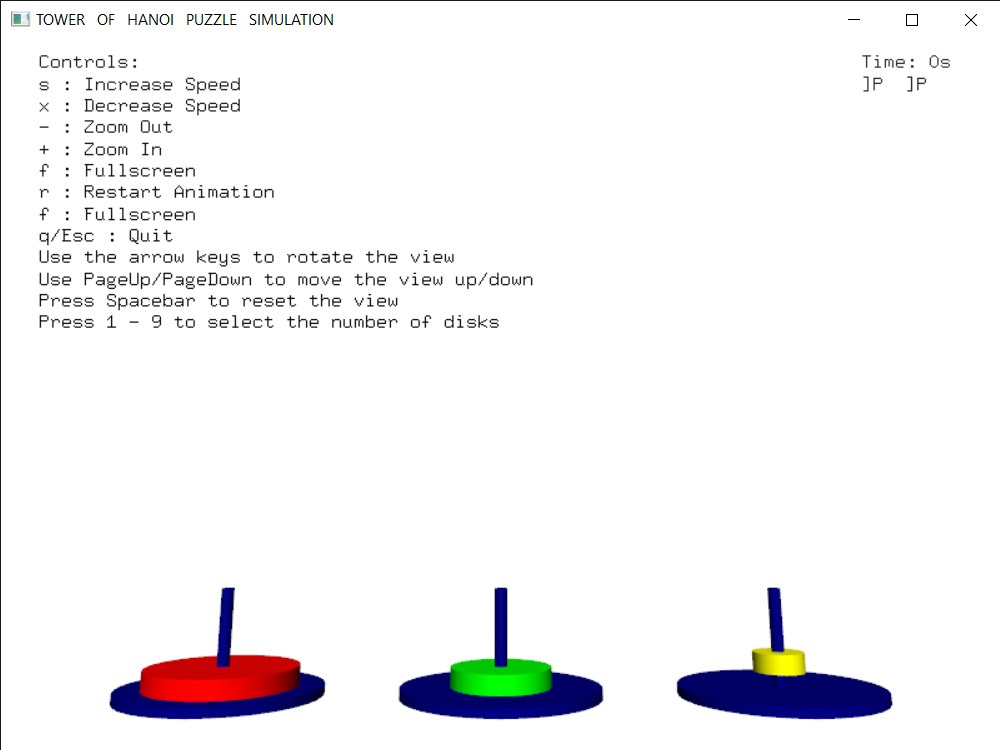 TOWER OF HANOI PUZZLE SIMULATION
Controls:
s : Increase Speed
x : Decrease Speed
- : Zoom Out
+ : Zoom In
f : Fullscreen
r : Restart Animation
f : Fullscreen
q/Esc : Quit
Use the arrow keys to rotate the view
Use PageUp/PageDown to move the view up/down
Press Spacebar to reset the view
Press 1 - 9 to select the number of disks
Time: 0s
]P ]P